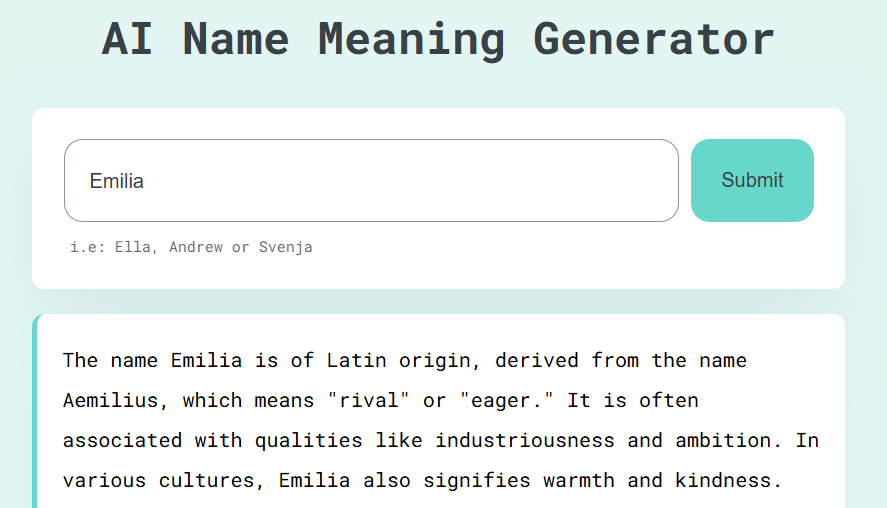 AI Name Meaning Generator
Emilia
Submit
i.e: Ella, Andrew or Svenja
The name Emilia is of Latin origin, derived from the name
Aemilius, which means "rival" or "eager." It is often
associated with qualities like industriousness and ambition. In
various cultures, Emilia also signifies warmth and kindness.